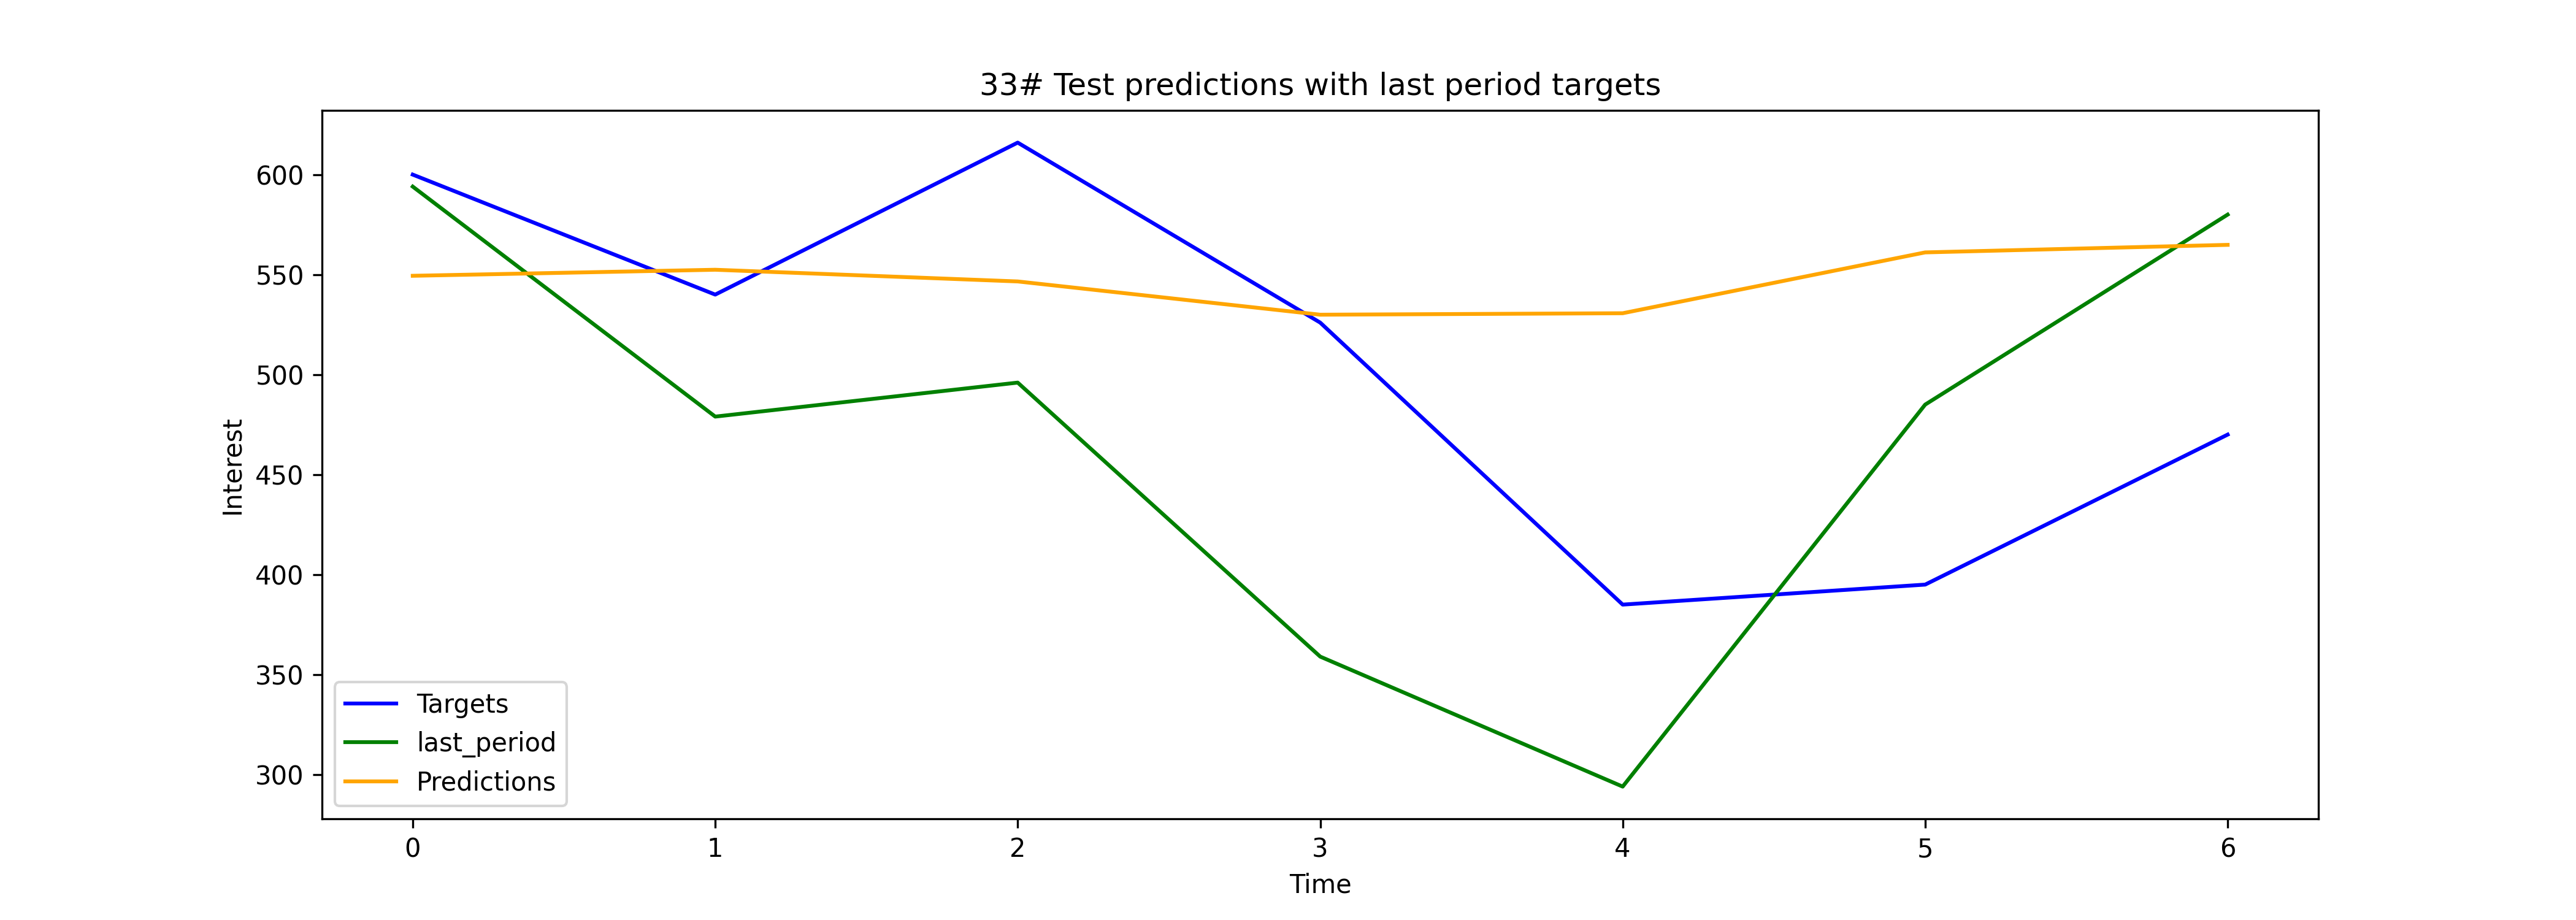 33# Test predictions with last period targets
600
550
500
450
400
350
300
Interest
Targets
last_period
Predictions
0 1 2 3 4 5 6
Time